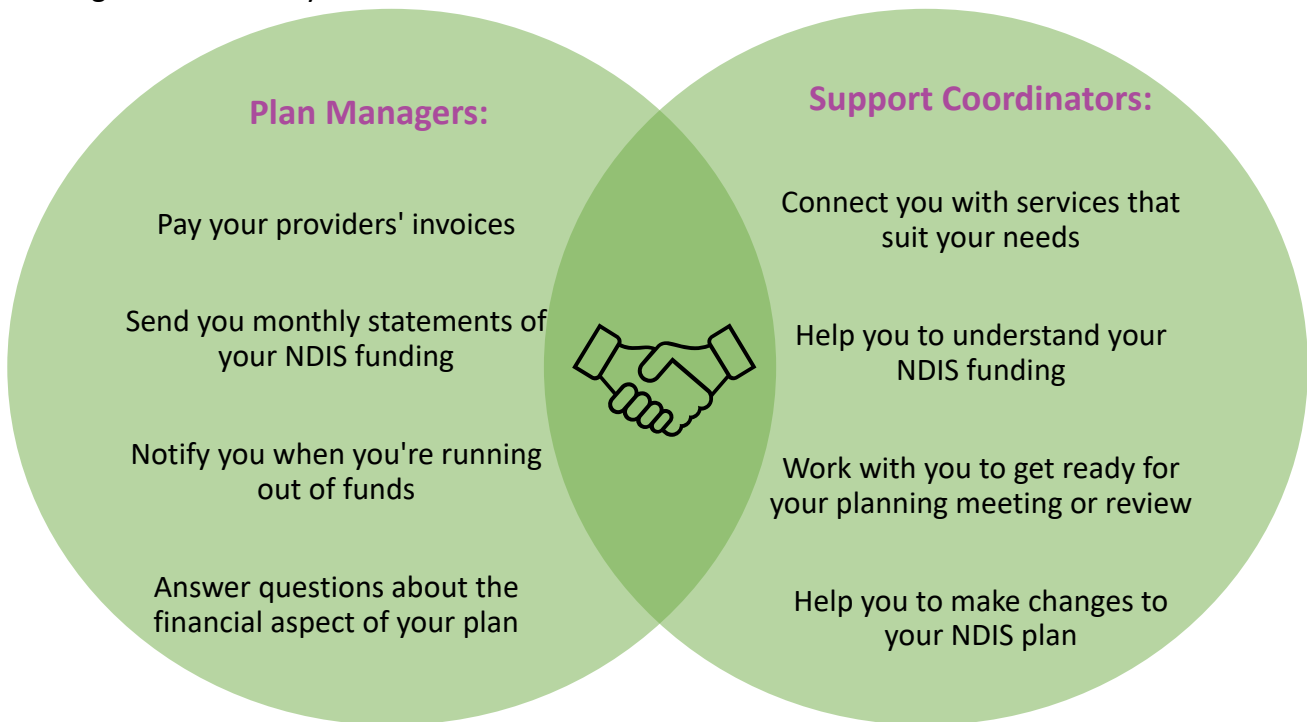 Plan Managers:
Pay your providers' invoices
Send you monthly statements of
your NDIS funding
Notify you when you're running
out of funds
Answer questions about the
financial aspect of your plan
Support Coordinators:
Connect you with services that
suit your needs
Help you to understand your
NDIS funding
Work with you to get ready for
your planning meeting or review
Help you to make changes to
your NDIS plan